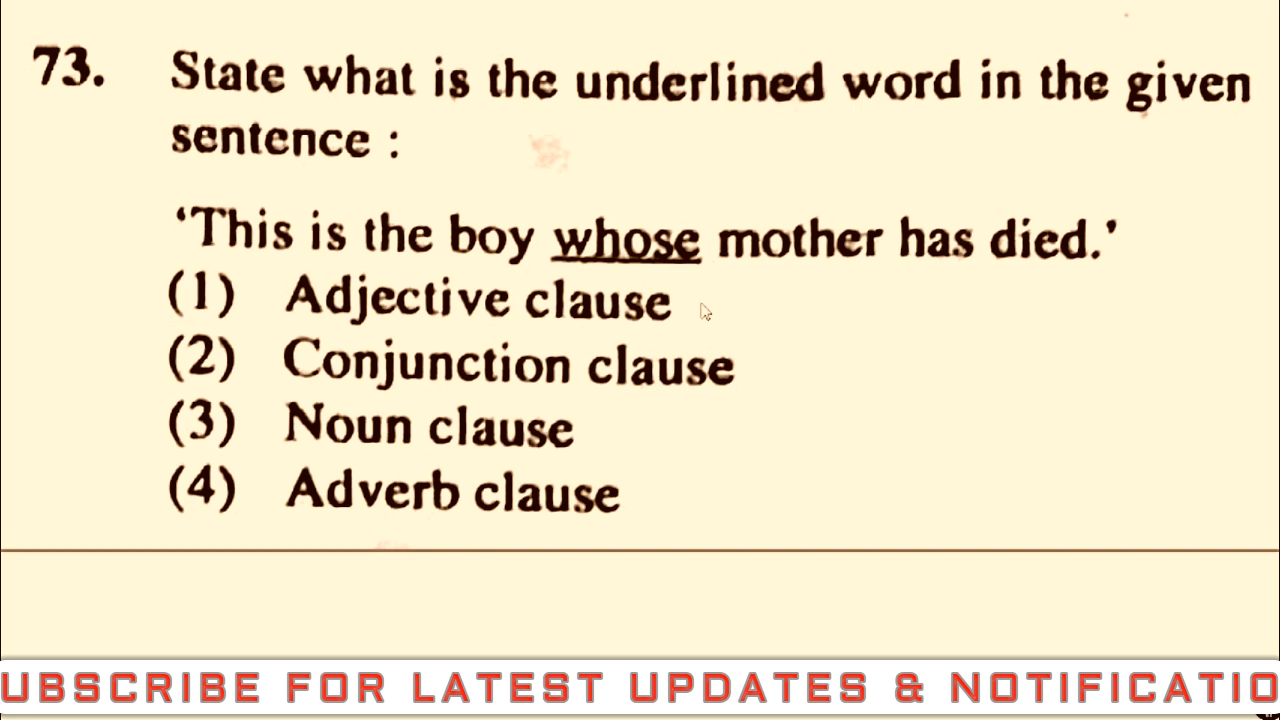 73. State what is the underlined word in the given
sentence :
‘This is the boy whose mother has died.’
(1) Adjective clause
(2) Conjunction clause
(3) Noun clause
(4) Adverb clause
UBSCRIBE FOR LATEST UPDATES & NOTIFICATIO